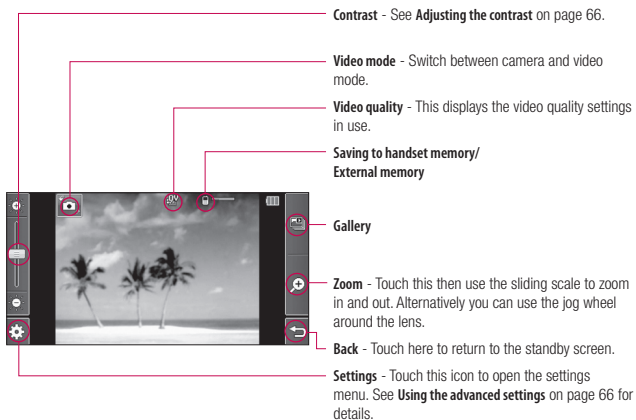 Contrast - See Adjusting the contrast on page 66.
Video mode - Switch between camera and video
mode.
Video quality - This displays the video quality settings
in use.
Saving to handset memory/
External memory
Gallery
Zoom - Touch this then use the sliding scale to zoom
in and out. Alternatively you can use the jog wheel
around the lens.
Back - Touch here to return to the standby screen.
Settings - Touch this icon to open the settings
menu. See Using the advanced settings on page 66 for
details.